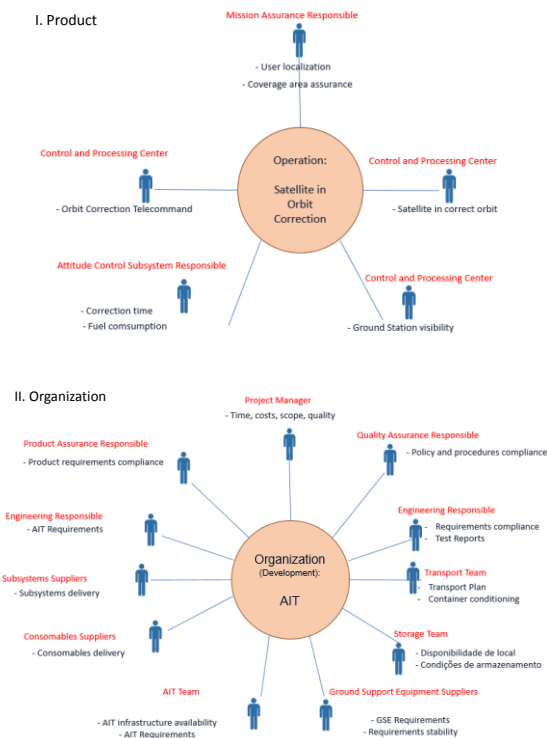 I. Product
Mission Assurance Responsible
- User localization
- Coverage area assurance
Control and Processing Center
- Orbit Correction Telecommand
Operation:
Satellite in
Orbit
Correction
Control and Processing Center
- Satellite in correct orbit
Attitude Control Subsystem Responsible
- Correction time
- Fuel comsumption
Control and Processing Center
- Ground Station visibility
II. Organization
Project Manager
- Time, costs, scope, quality
Product Assurance Responsible
- Product requirements compliance
Quality Assurance Responsible
- Policy and procedures compliance
Engineering Responsible
- AIT Requirements
Engineering Responsible
- Requirements compliance
- Test Reports
Organization
(Development):
AIT
Subsystems Suppliers
- Subsystems delivery
Transport Team
- Transport Plan
- Container conditioning
Consomables Suppliers
- Consomables delivery
Storage Team
- Disponibilidade de local
- Condições de armazenamento
AIT Team
- AIT infrastructure availability
- AIT Requirements
Ground Support Equipment Suppliers
- GSE Requirements
- Requirements stability